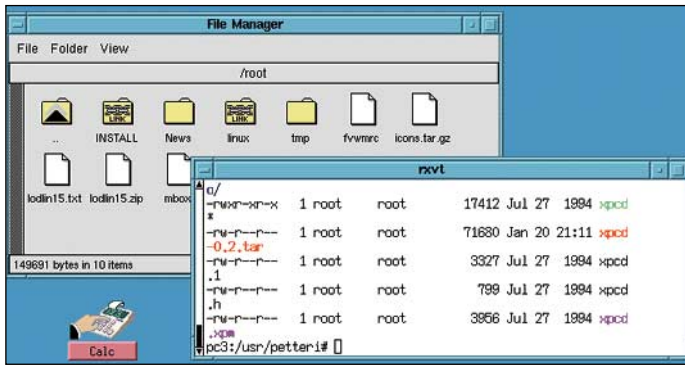 File Manager
File Folder View
/root
.. INSTALL News linux tmp fvwmrc icons.tar.gz
LINK LINK
lodlin15.txt lodlin15.zip mbox
149691 bytes in 10 items
Calc
rxvt
o/
-rwxr-xr-x 1 root root 17412 Jul 27 1994 xpcd
*
-rw-r--r-- 1 root root 71680 Jan 20 21:11 xpcd
-0.2.tar
-rw-r--r-- 1 root root 3327 Jul 27 1994 xpcd
.1
-rw-r--r-- 1 root root 799 Jul 27 1994 xpcd
.h
-rw-r--r-- 1 root root 3956 Jul 27 1994 xpcd
.xpm
pc3:/usr/petteri#